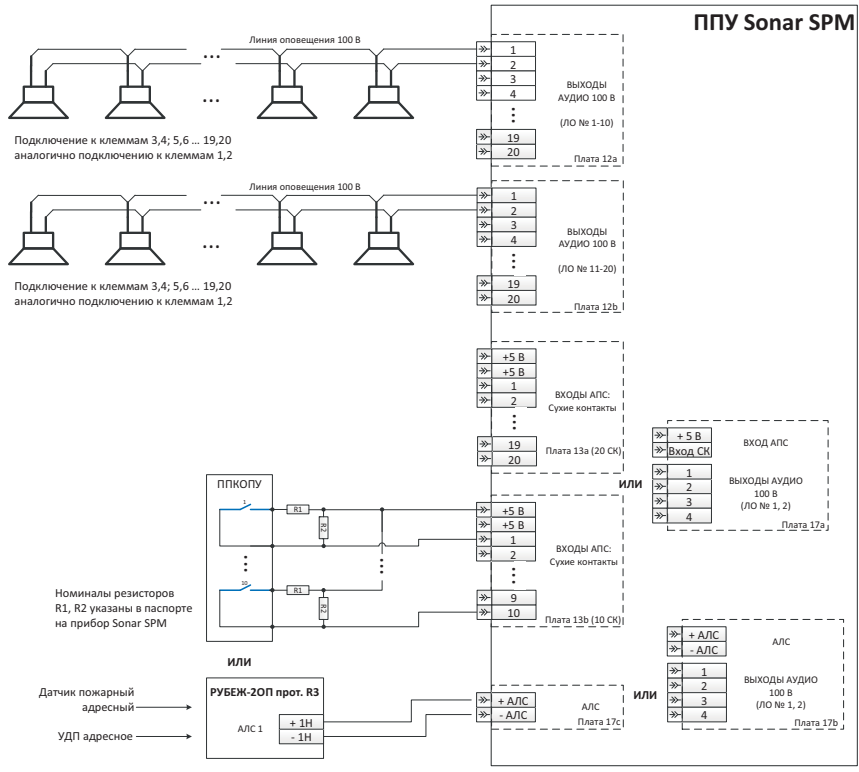 ППУ Sonar SPM
Линия оповещения 100 В
...
...
1
2
3
4
19
20
ВЫХОДЫ
АУДИО 100 В
(ЛО № 1-10)
Плата 12a
Подключение к клеммам 3,4; 5,6 ... 19,20
аналогично подключению к клеммам 1,2
Линия оповещения 100 В
...
...
1
2
3
4
19
20
ВЫХОДЫ
АУДИО 100 В
(ЛО № 11-20)
Плата 12b
Подключение к клеммам 3,4; 5,6 ... 19,20
аналогично подключению к клеммам 1,2
+5 В
+5 В
1
2
19
20
ВХОДЫ АПС:
Сухие контакты
Плата 13a (20 СК)
ИЛИ
+ 5 В
Вход СК
ВХОД АПС
1
2
3
4
ВЫХОДЫ АУДИО
100 В
(ЛО № 1, 2)
Плата 17a
ППКОПУ
1
R1
R2
10
R1
R2
+5 В
+5 В
1
2
9
10
ВХОДЫ АПС:
Сухие контакты
Плата 13b (10 СК)
Номиналы резисторов
R1, R2 указаны в паспорте
на прибор Sonar SPM
ИЛИ
Датчик пожарный
адресный
УДП адресное
РУБЕЖ-2ОП прот. R3
АЛС 1
+ 1Н
- 1Н
+ АЛС
- АЛС
АЛС
Плата 17c
ИЛИ
+ АЛС
- АЛС
АЛС
1
2
3
4
ВЫХОДЫ АУДИО
100 В
(ЛО № 1, 2)
Плата 17b